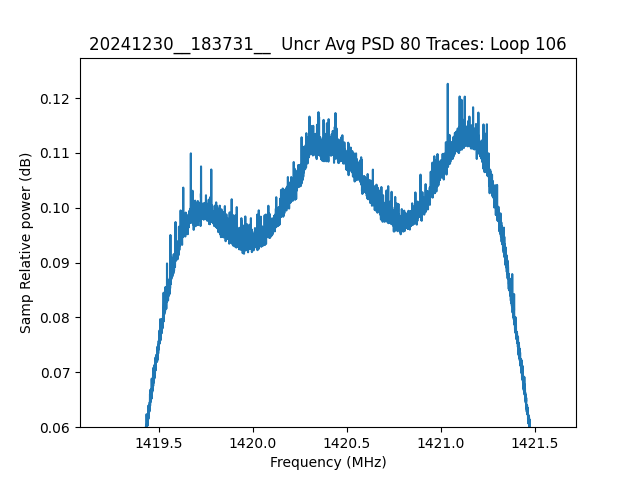 20241230__183731__  Uncr Avg PSD 80 Traces: Loop 106
0.12
0.11
0.10
0.09
0.08
0.07
0.06
Samp Relative power (dB)
1419.5 1420.0 1420.5 1421.0 1421.5
Frequency (MHz)